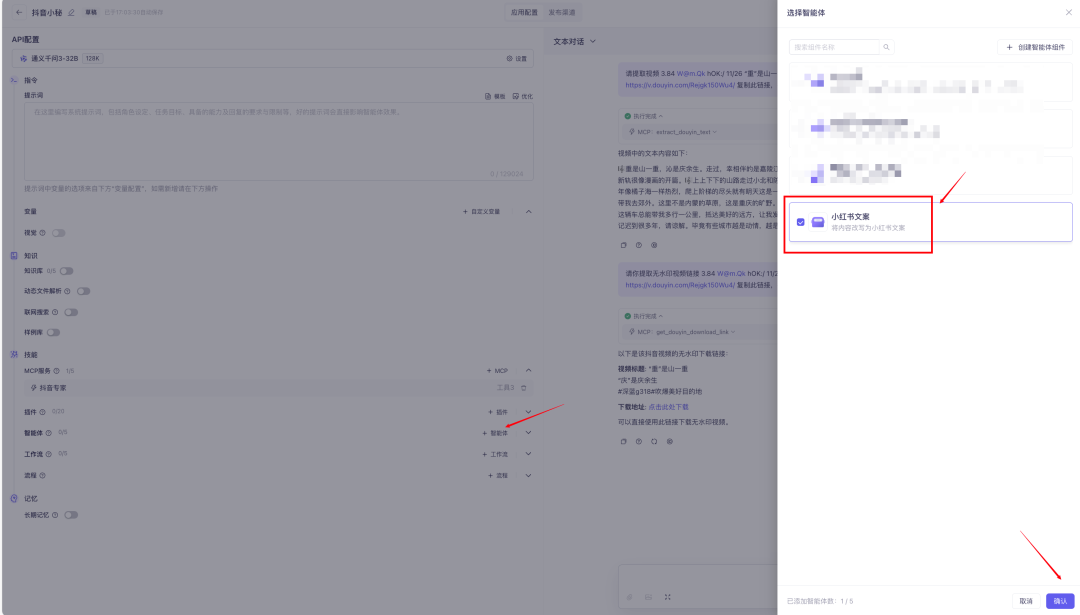 抖音小秘
草稿
应用配置
发布渠道
API配置
通义千问3-32B
128K
设置
指令
提示词
模板
优化
0 / 129024
提示词中变量的选项来自下方"变量配置"，如需新增请在下方操作
变量
+ 自定义变量
视觉
知识
知识库 0/5
动态文件解析
联网搜索
样例库
技能
MCP服务 1/5
+ MCP
抖音专家
工具3
插件 0/20
+ 插件
智能体 0/5
+ 智能体
工作流 0/5
+ 工作流
流程
+ 流程
记忆
长期记忆
文本对话
请提取视频 3.84 W@m.Qk hOK:/ 11/26 "重"是山一
https://v.douyin.com/Rejgk150Wu4/ 复制此链接,
执行完成
MCP: extract_douyin_text
视频中的文本内容如下:
请你提取无水印视频链接 3.84 W@m.Qk hOK:/ 11/2
https://v.douyin.com/Rejgk150Wu4/ 复制此链接,
执行完成
MCP: get_douyin_download_link
以下是该抖音视频的无水印下载链接:
视频标题: "重"是山一重
"庆"是庆余生
#深蓝g318#吹爆美好目的地
下载地址: 点击此处下载
可以直接使用此链接下载无水印视频。
选择智能体
搜索组件名称
+ 创建智能体组件
小红书文案
将内容改写为小红书文案
已添加智能体数: 1 / 5
取消
确认